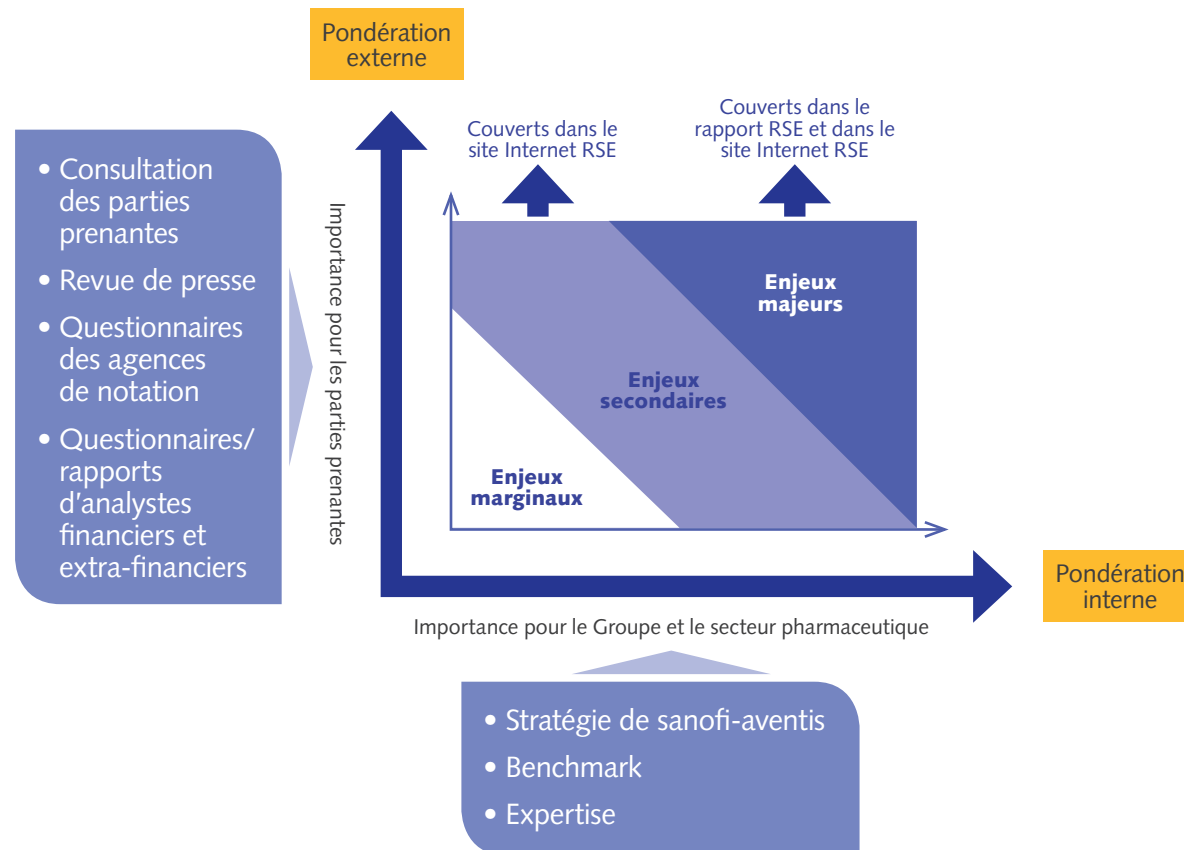 Pondération
externe
Couverts dans le
site Internet RSE
Couverts dans le
rapport RSE et dans le
site Internet RSE
• Consultation
des parties
prenantes
• Revue de presse
• Questionnaires
des agences
de notation
• Questionnaires/
rapports
d'analystes
financiers et
extra-financiers
Importance pour les parties prenantes
Enjeux
majeurs
Enjeux
secondaires
Enjeux
marginaux
Pondération
interne
Importance pour le Groupe et le secteur pharmaceutique
• Stratégie de sanofi-aventis
• Benchmark
• Expertise